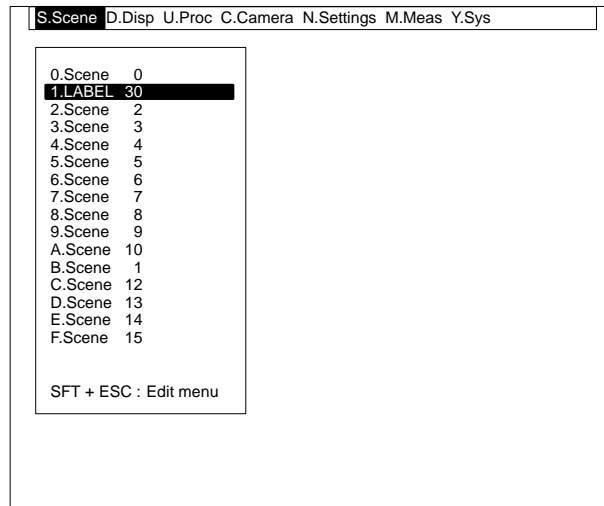 S.Scene D.Disp U.Proc C.Camera N.Settings M.Meas Y.Sys
0.Scene 0
1.LABEL 30
2.Scene 2
3.Scene 3
4.Scene 4
5.Scene 5
6.Scene 6
7.Scene 7
8.Scene 8
9.Scene 9
A.Scene 10
B.Scene 1
C.Scene 12
D.Scene 13
E.Scene 14
F.Scene 15
SFT + ESC : Edit menu